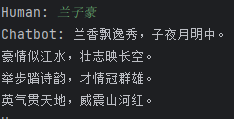 Human: 兰子豪
Chatbot: 兰香飘逸秀，子夜月明中。
豪情似江水，壮志映长空。
举步踏诗韵，才情冠群雄。
英气贯天地，威震山河红。